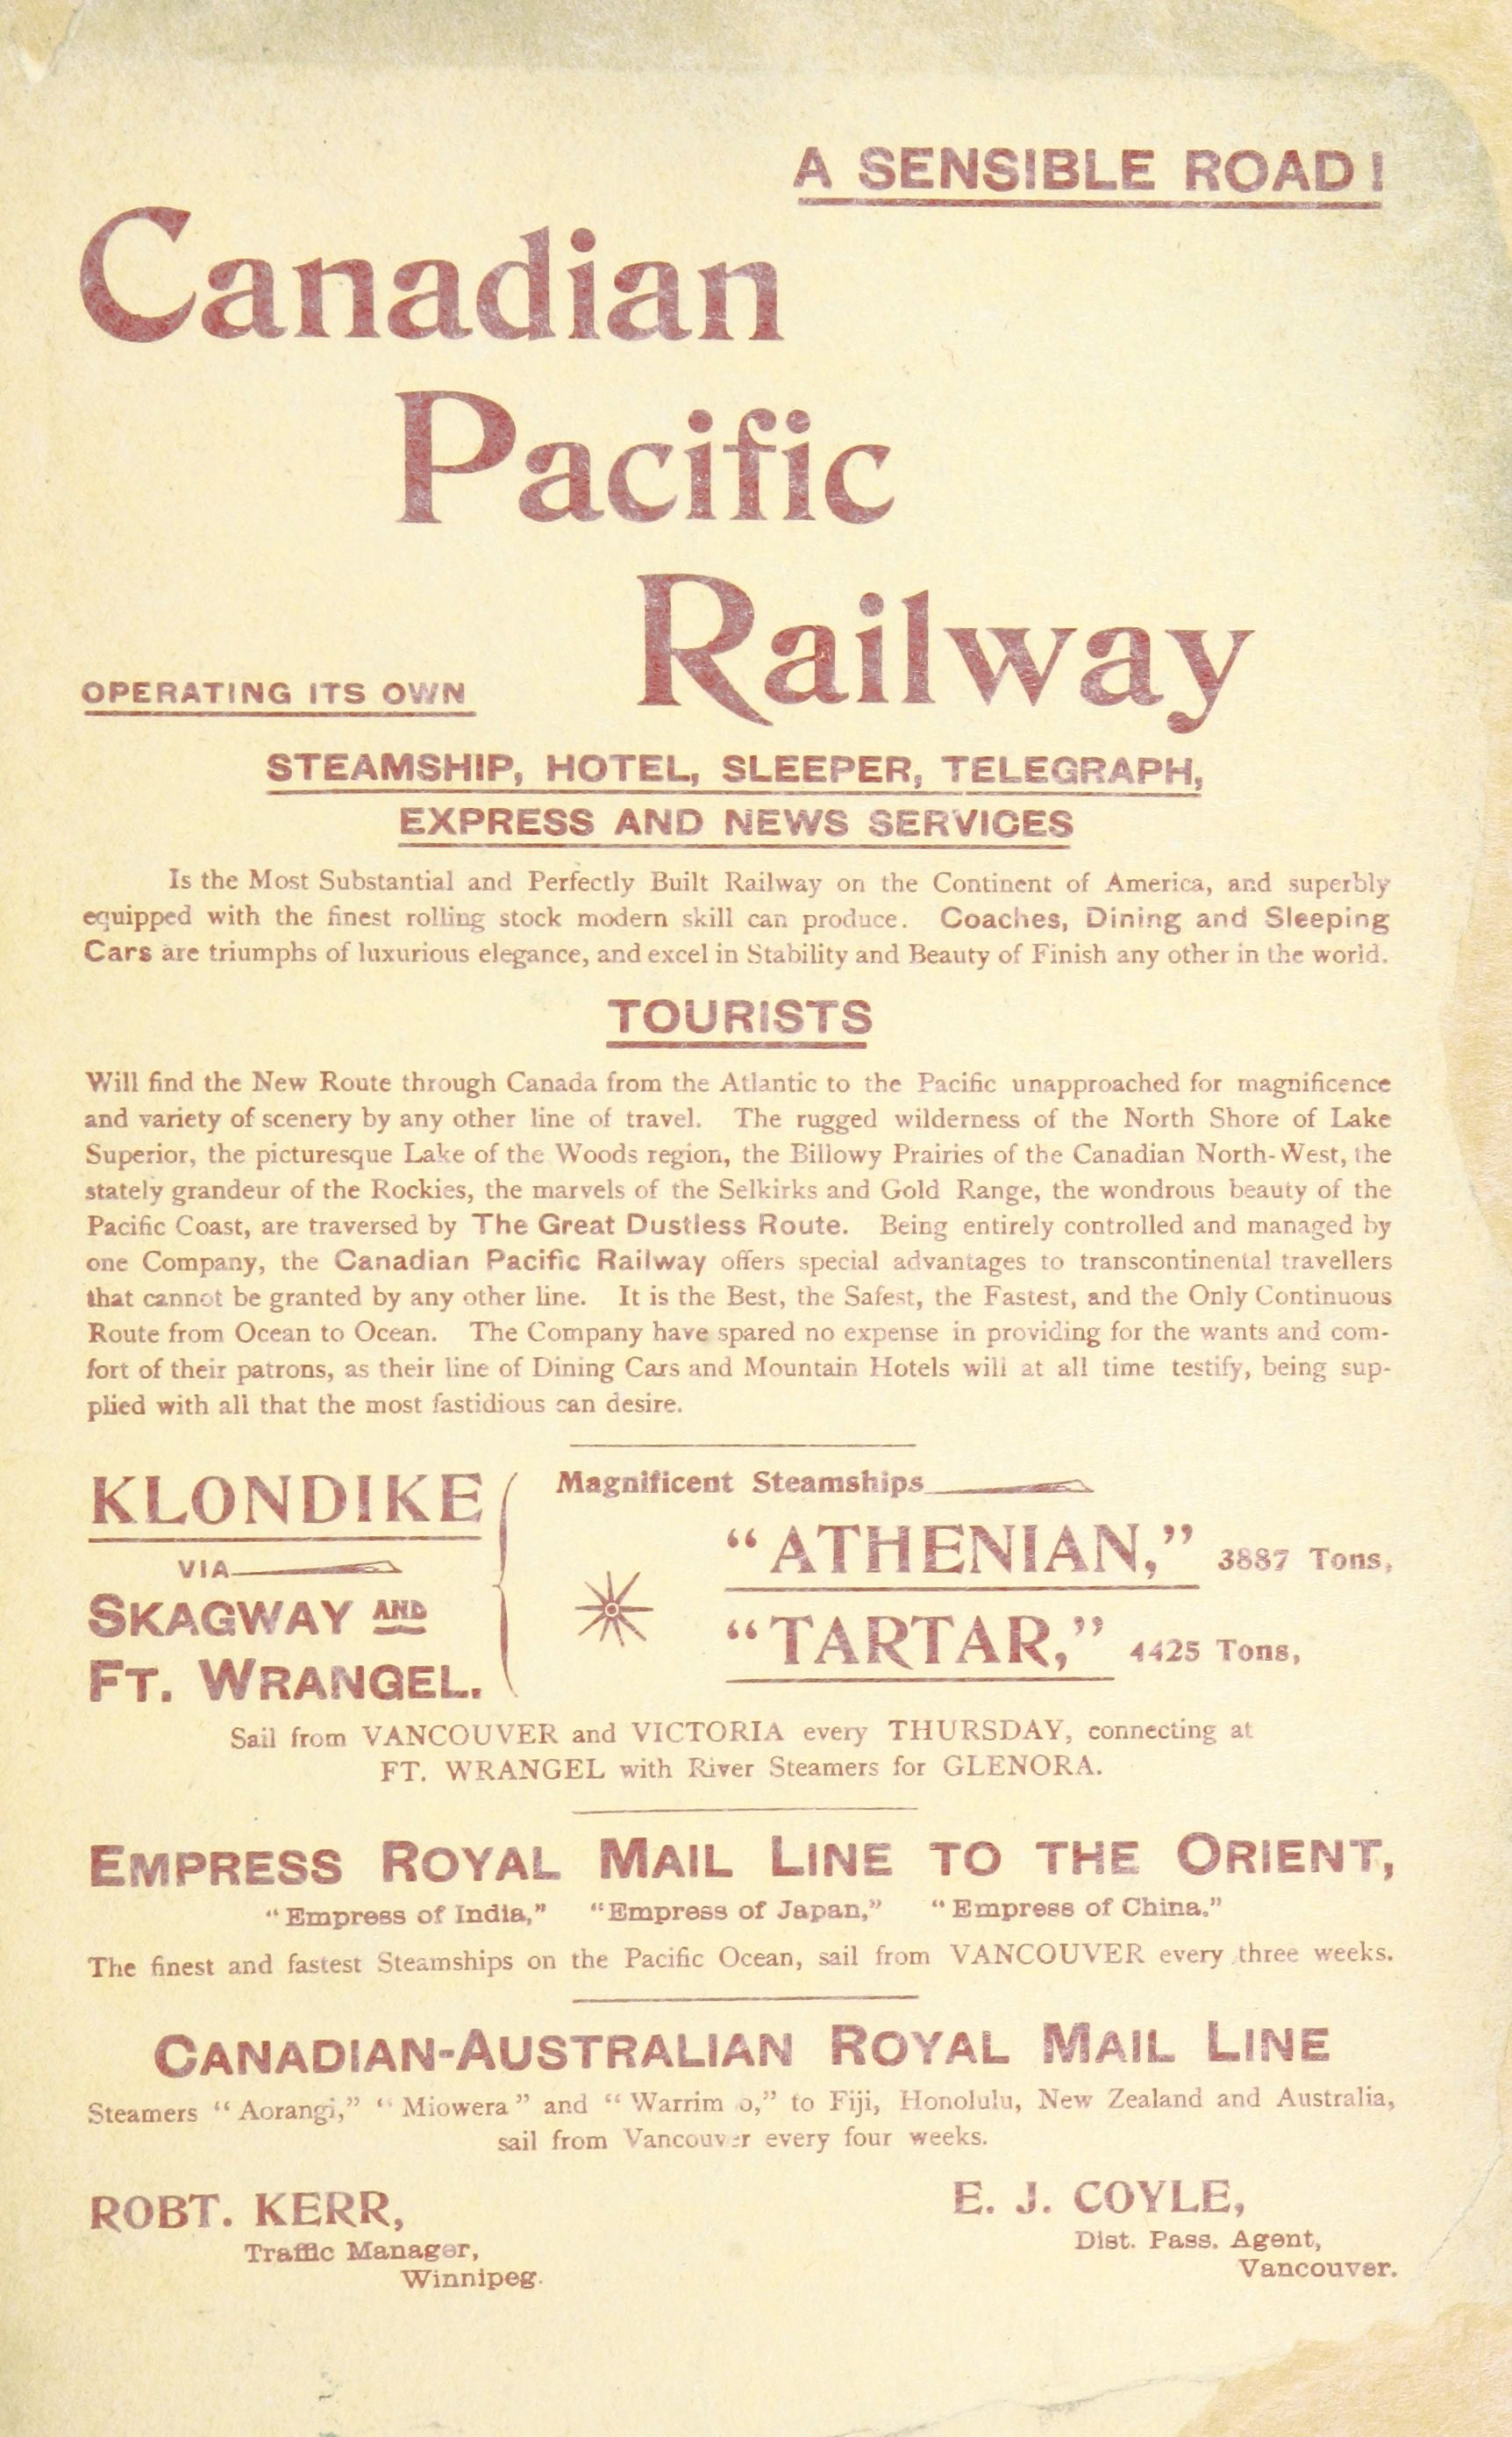 A SENSIBLE ROAD!
Canadian
Pacific
Railway
OPERATING ITS OWN
STEAMSHIP, HOTEL, SLEEPER, TELEGRAPH,
EXPRESS AND NEWS SERVICES
Is the Most Substantial and Perfectly Built Railway on the Continent of America, and superbly
equipped with the finest rolling stock modern skill can produce. Coaches, Dining and Sleeping
Cars are triumphs of luxurious elegance, and excel in Stability and Beauty of Finish any other in the world.
TOURISTS
Will find the New Route through Canada from the Atlantic to the Pacific unapproached for magnificence
and variety of scenery by any other line of travel. The rugged wilderness of the North Shore of Lake
Superior, the picturesque Lake of the Woods region, the Billowy Prairies of the Canadian North-West, the
stately grandeur of the Rockies, the marvels of the Selkirks and Gold Range, the wondrous beauty of the
Pacific Coast, are traversed by The Great Dustless Route. Being entirely controlled and managed by
one Company, the Canadian Pacific Railway offers special advantages to transcontinental travellers
that cannot be granted by any other line. It is the Best, the Safest, the Fastest, and the Only Continuous
Route from Ocean to Ocean. The Company have spared no expense in providing for the wants and com-
fort of their patrons, as their line of Dining Cars and Mountain Hotels will at all time testify, being sup-
plied with all that the most fastidious can desire.
KLONDIKE
VIA
SKAGWAY AND
FT. WRANGEL.
Magnificent Steamships
"ATHENIAN," 3887 Tons,
"TARTAR," 4425 Tons,
Sail from VANCOUVER and VICTORIA every THURSDAY, connecting at
FT. WRANGEL with River Steamers for GLENORA.
EMPRESS ROYAL MAIL LINE TO THE ORIENT,
"Empress of India," "Empress of Japan," "Empress of China,"
The finest and fastest Steamships on the Pacific Ocean, sail from VANCOUVER every three weeks.
CANADIAN-AUSTRALIAN ROYAL MAIL LINE
Steamers "Aorangi," "Miowera" and "Warrim o," to Fiji, Honolulu, New Zealand and Australia,
sail from Vancouver every four weeks.
ROBT. KERR,
Traffic Manager,
Winnipeg.
E. J. COYLE,
Dist. Pass. Agent,
Vancouver.